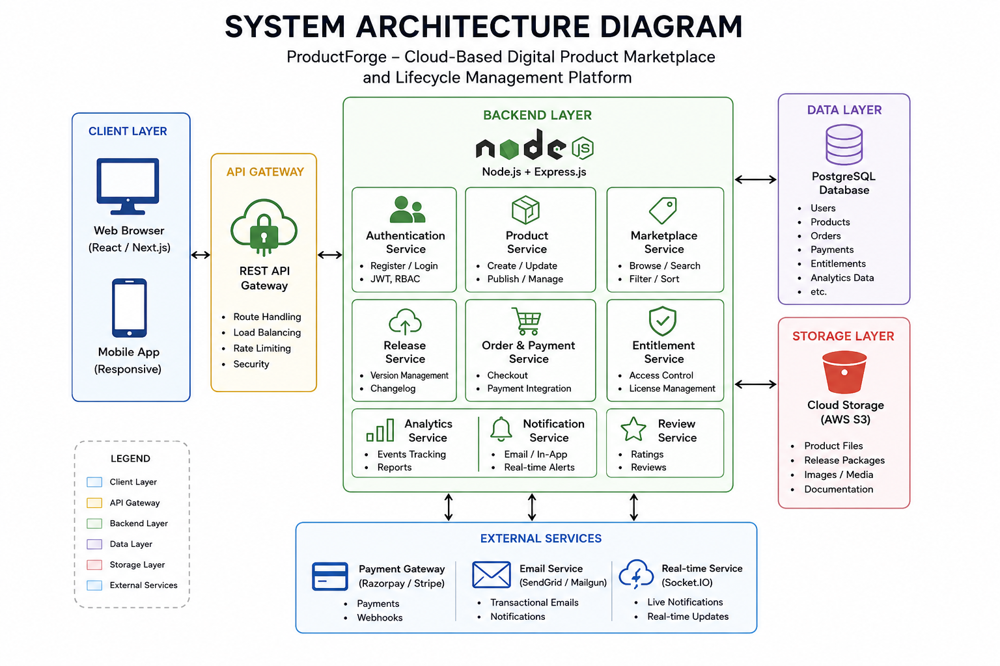 SYSTEM ARCHITECTURE DIAGRAM
ProductForge – Cloud-Based Digital Product Marketplace
and Lifecycle Management Platform
CLIENT LAYER
Web Browser
(React / Next.js)
Mobile App
(Responsive)
API GATEWAY
REST API
Gateway
• Route Handling
• Load Balancing
• Rate Limiting
• Security
BACKEND LAYER
node JS
Node.js + Express.js
Authentication
Service
• Register / Login
• JWT, RBAC
Product
Service
• Create / Update
• Publish / Manage
Marketplace
Service
• Browse / Search
• Filter / Sort
Release
Service
• Version Management
• Changelog
Order & Payment
Service
• Checkout
• Payment Integration
Entitlement
Service
• Access Control
• License Management
Analytics
Service
• Events Tracking
• Reports
Notification
Service
• Email / In-App
• Real-time Alerts
Review
Service
• Ratings
• Reviews
DATA LAYER
PostgreSQL
Database
• Users
• Products
• Orders
• Payments
• Entitlements
• Analytics Data
• etc.
STORAGE LAYER
Cloud Storage
(AWS S3)
• Product Files
• Release Packages
• Images / Media
• Documentation
LEGEND
Client Layer
API Gateway
Backend Layer
Data Layer
Storage Layer
External Services
EXTERNAL SERVICES
Payment Gateway
(Razorpay / Stripe)
• Payments
• Webhooks
Email Service
(SendGrid / Mailgun)
• Transactional Emails
• Notifications
Real-time Service
(Socket.IO)
• Live Notifications
• Real-time Updates